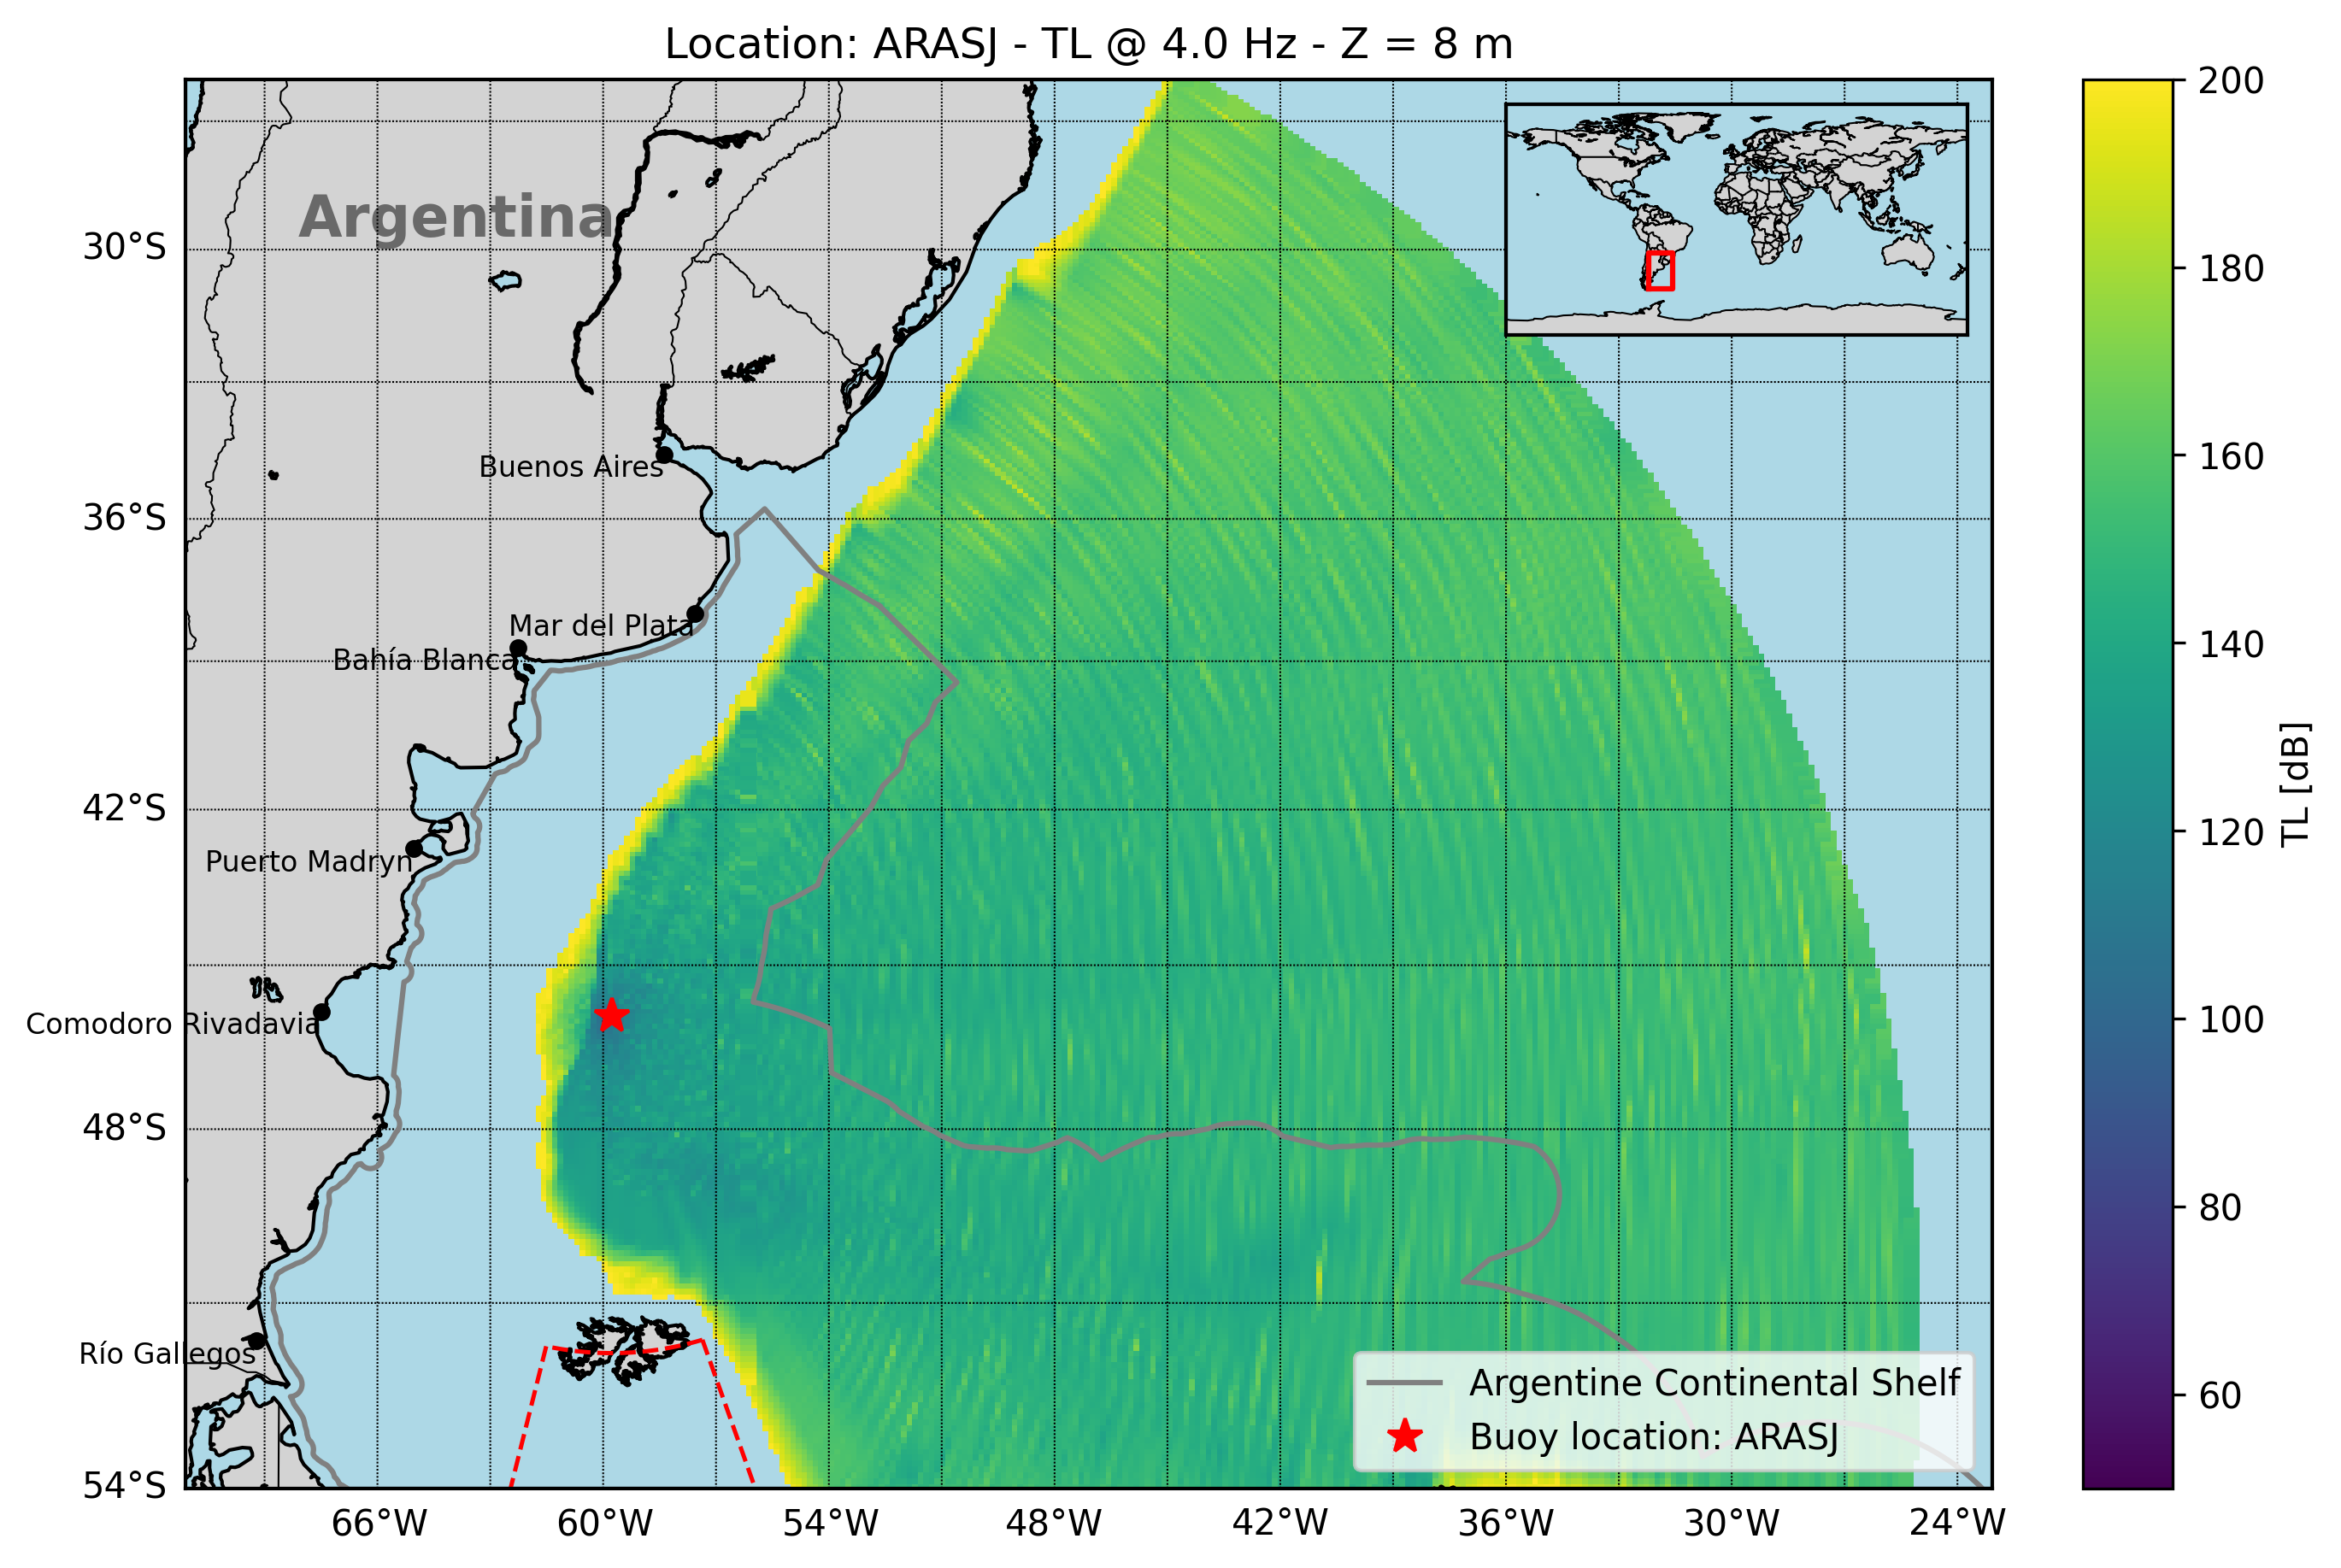 Location: ARASJ - TL @ 4.0 Hz - Z = 8 m
Argentina
Buenos Aires
Mar del Plata
Bahía Blanca
Puerto Madryn
Comodoro Rivadavia
Río Gallegos
30°S
36°S
42°S
48°S
54°S
66°W
60°W
54°W
48°W
42°W
36°W
30°W
24°W
Argentine Continental Shelf
Buoy location: ARASJ
200
180
160
140
120
100
80
60
TL [dB]